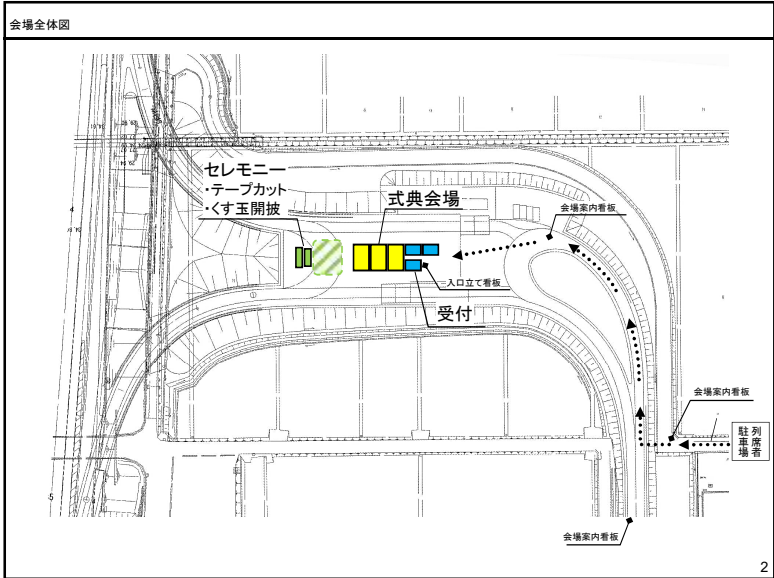 会場全体図
セレモニー
・テープカット
・くす玉開披
式典会場
会場案内看板
入口立て看板
受付
会場案内看板
列席者
駐車場
会場案内看板
2